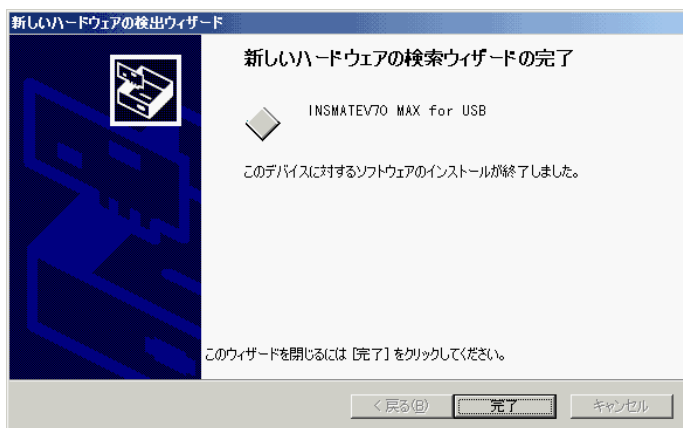 新しいハードウェアの検出ウィザード
新しいハードウェアの検索ウィザードの完了
INSMATEV70 MAX for USB
このデバイスに対するソフトウェアのインストールが終了しました。
このウィザードを閉じるには [完了] をクリックしてください。
< 戻る(B)
完了
キャンセル